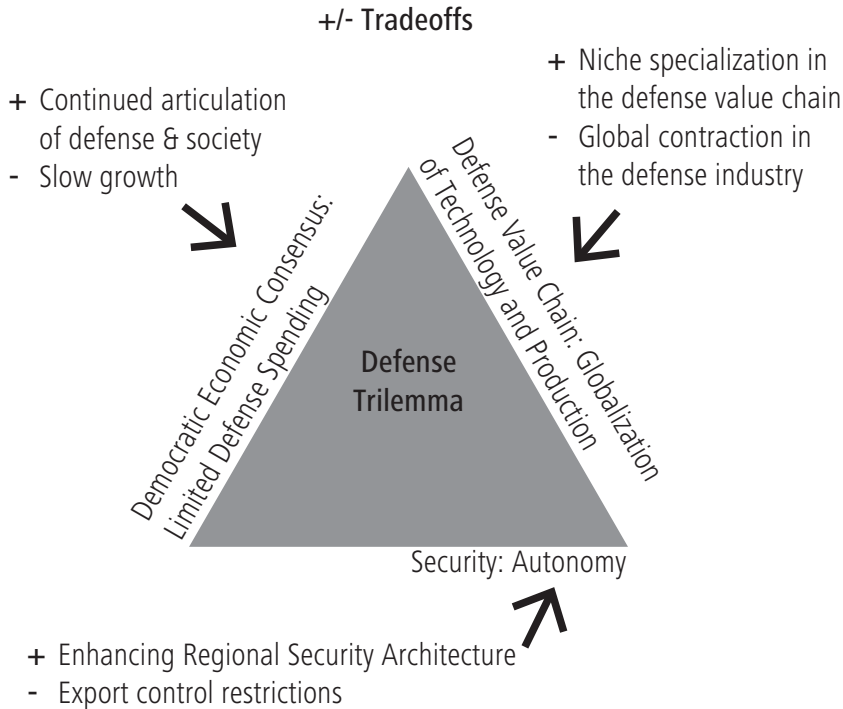 +/- Tradeoffs
+ Continued articulation
of defense & society
- Slow growth
+ Niche specialization in
the defense value chain
- Global contraction in
the defense industry
Democratic Economic Consensus:
Limited Defense Spending
Defense Value Chain: Globalization
of Technology and Production
Defense
Trilemma
Security: Autonomy
+ Enhancing Regional Security Architecture
- Export control restrictions